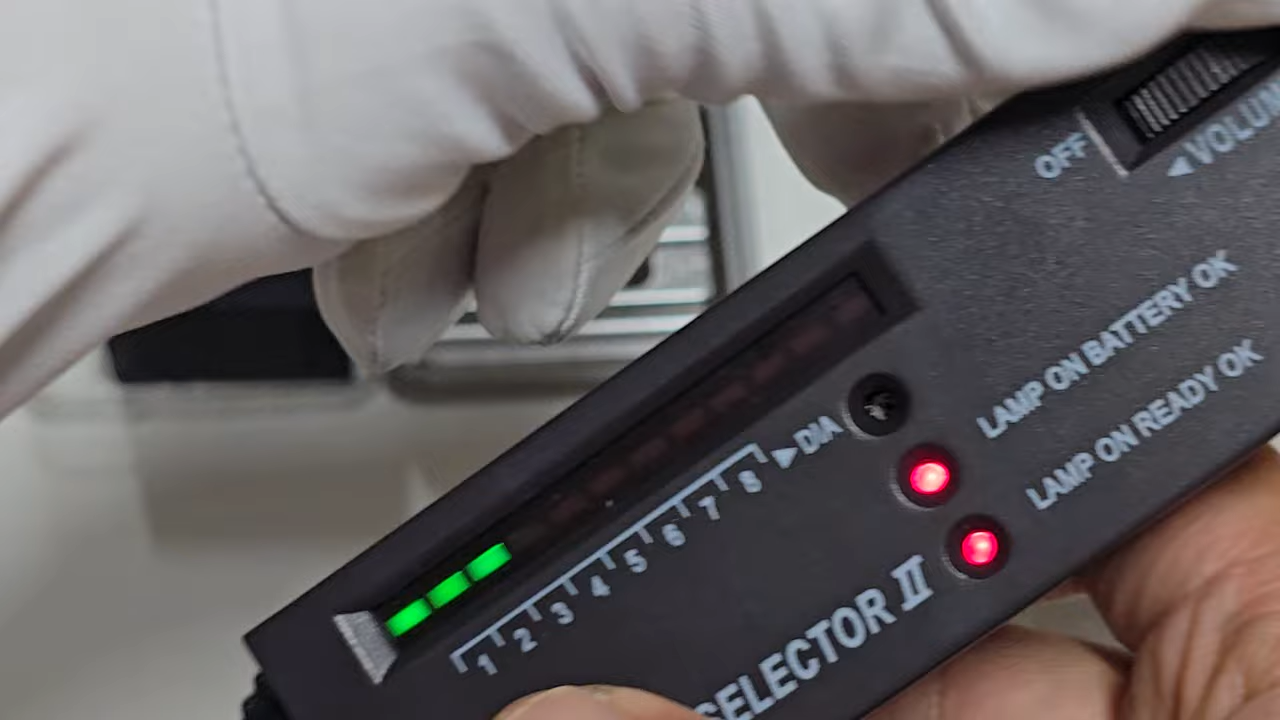 OFF
◀VOLUM
LAMP ON BATTERY OK
LAMP ON READY OK
▶DIA
1 2 3 4 5 6 7 8
SELECTOR II